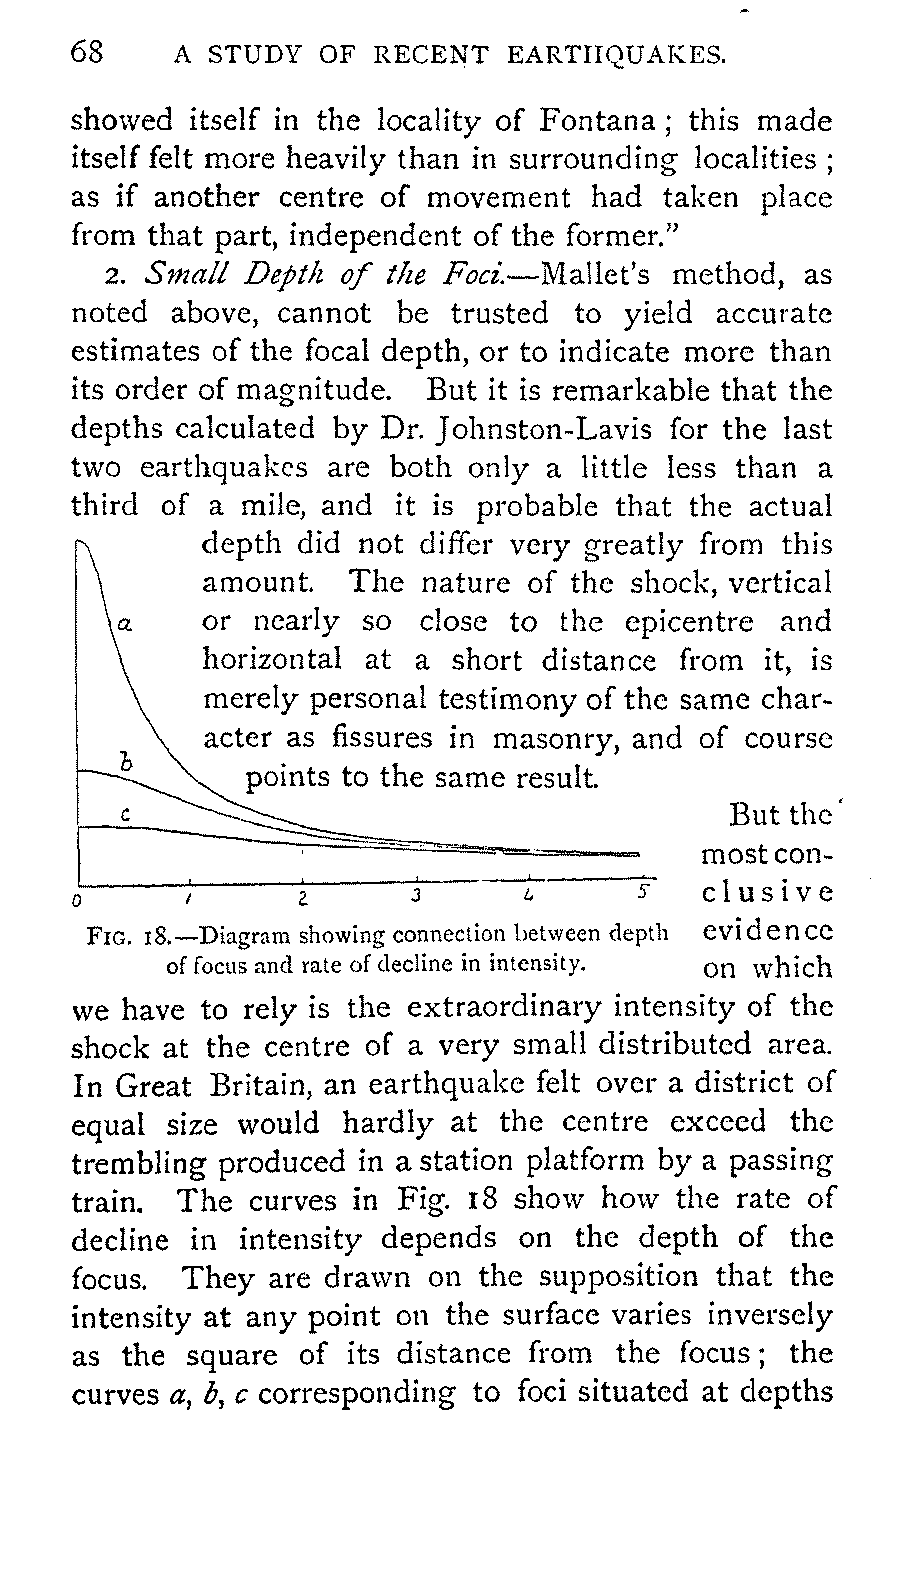 68 A STUDY OF RECENT EARTHQUAKES.
showed itself in the locality of Fontana ; this made
itself felt more heavily than in surrounding localities ;
as if another centre of movement had taken place
from that part, independent of the former.”
2. Small Depth of the Foci.—Mallet’s method, as
noted above, cannot be trusted to yield accurate
estimates of the focal depth, or to indicate more than
its order of magnitude. But it is remarkable that the
depths calculated by Dr. Johnston-Lavis for the last
two earthquakes are both only a little less than a
third of a mile, and it is probable that the actual
depth did not differ very greatly from this
amount. The nature of the shock, vertical
or nearly so close to the epicentre and
horizontal at a short distance from it, is
merely personal testimony of the same char-
acter as fissures in masonry, and of course
points to the same result.
a
b
c
0 1 2 3 4 5
FIG. 18.—Diagram showing connection between depth
of focus and rate of decline in intensity.
But the
most con-
clusive
evidence
on which
we have to rely is the extraordinary intensity of the
shock at the centre of a very small distributed area.
In Great Britain, an earthquake felt over a district of
equal size would hardly at the centre exceed the
trembling produced in a station platform by a passing
train. The curves in Fig. 18 show how the rate of
decline in intensity depends on the depth of the
focus. They are drawn on the supposition that the
intensity at any point on the surface varies inversely
as the square of its distance from the focus ; the
curves a, b, c corresponding to foci situated at depths